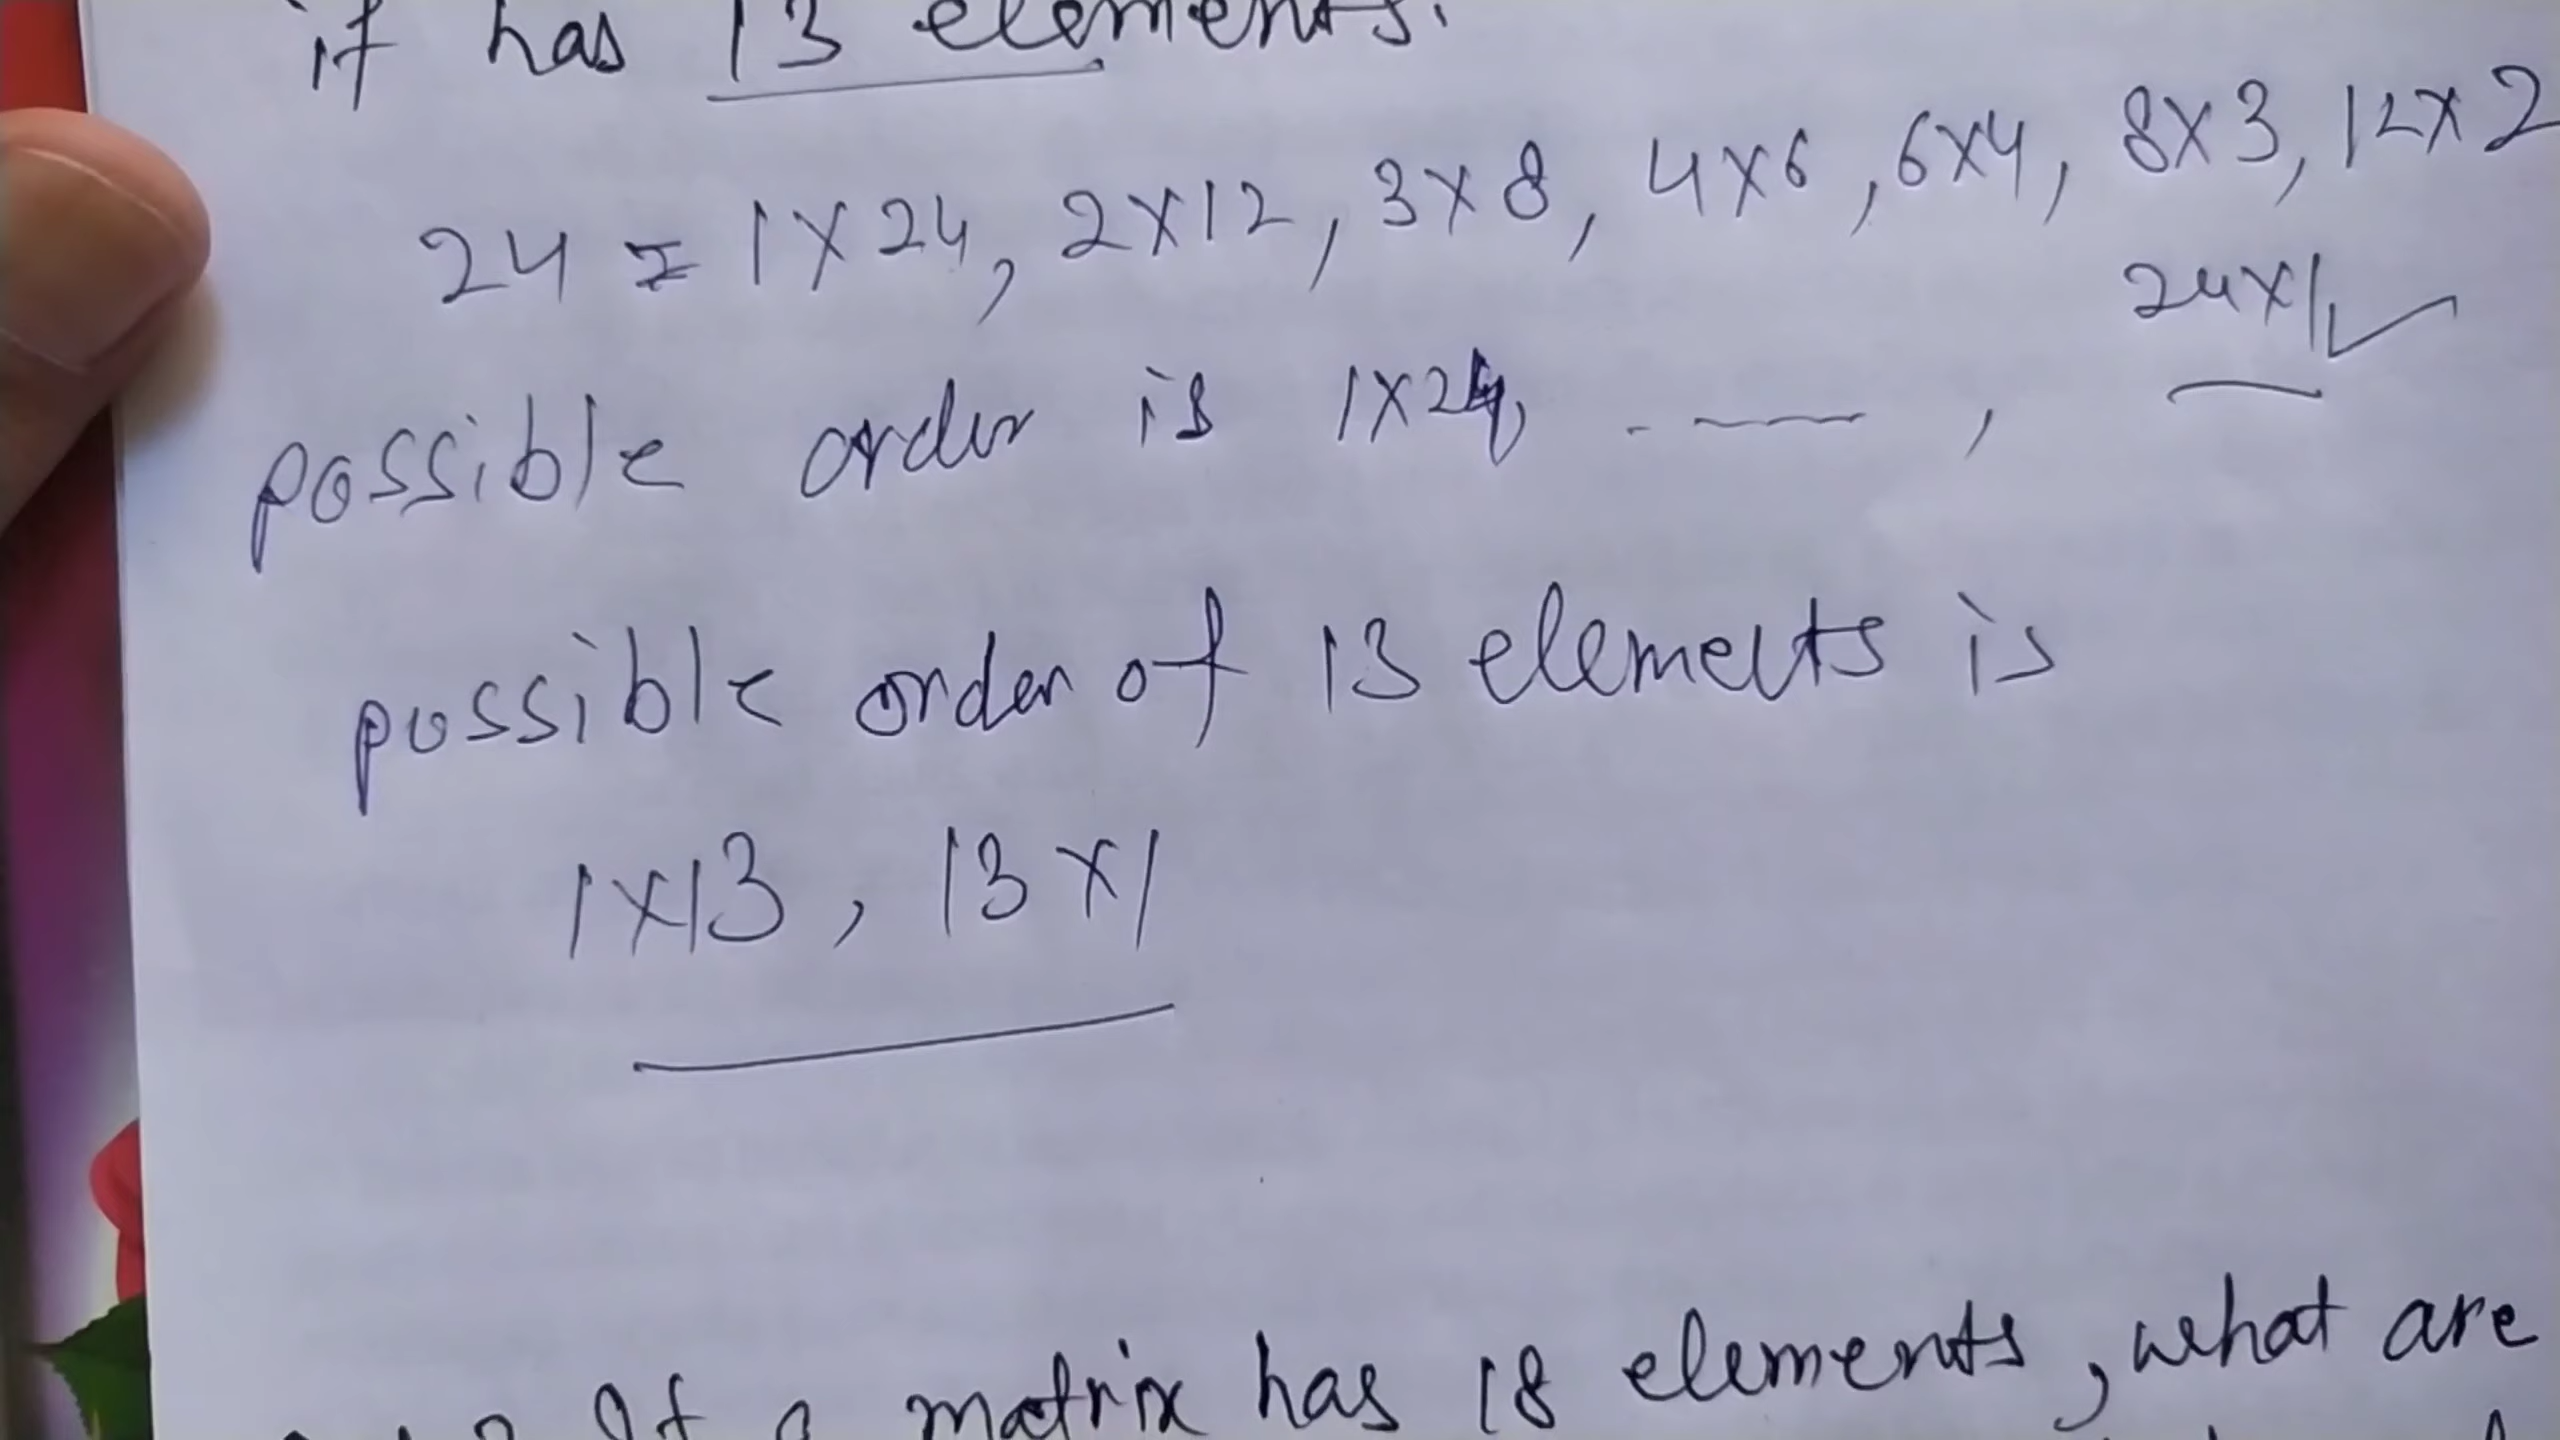 if has 13 elements.
24 = 1X24, 2X12, 3X8, 4X6, 6X4, 8X3, 12X2
24X1
possible order is 1X24, - — , —
possible order of 13 elements is
1X13, 13X1
If a matrix has 18 elements, what are